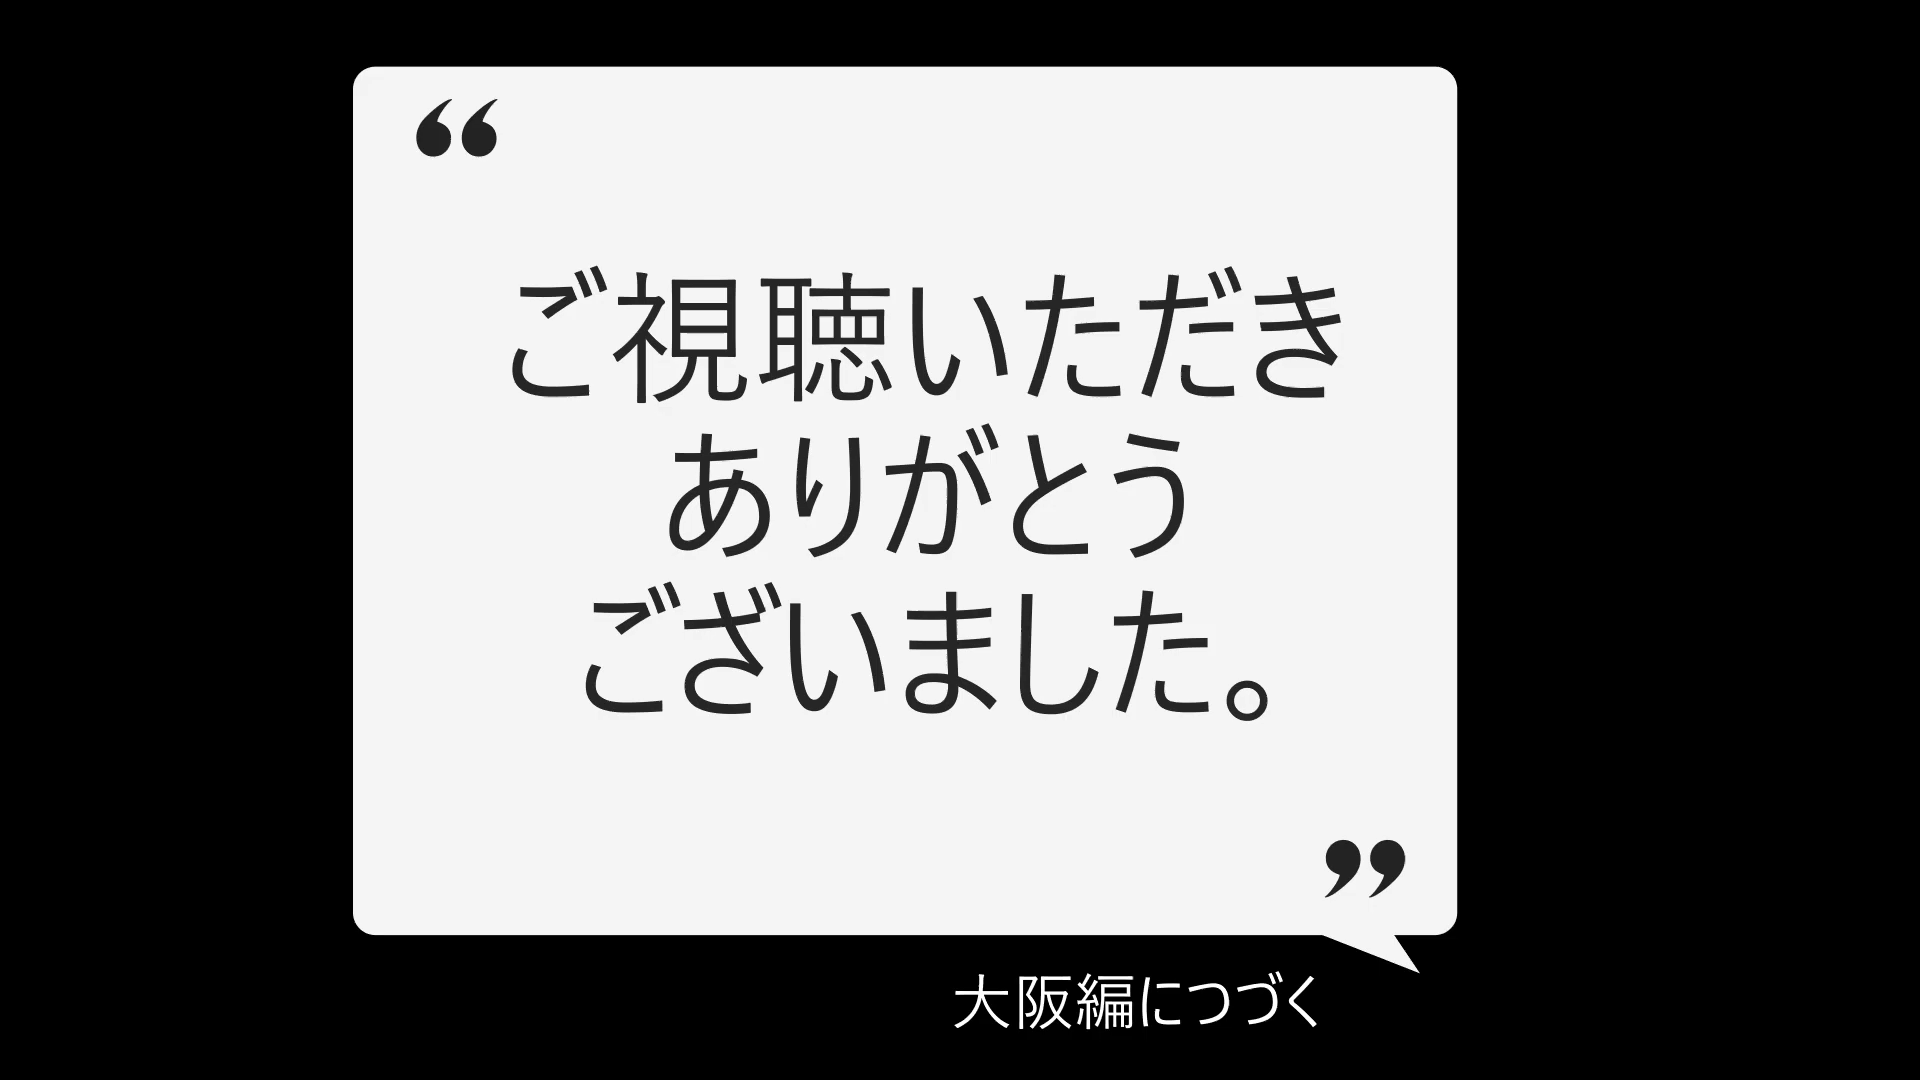 “
ご視聴いただき
ありがとう
ございました。
”
大阪編につづく